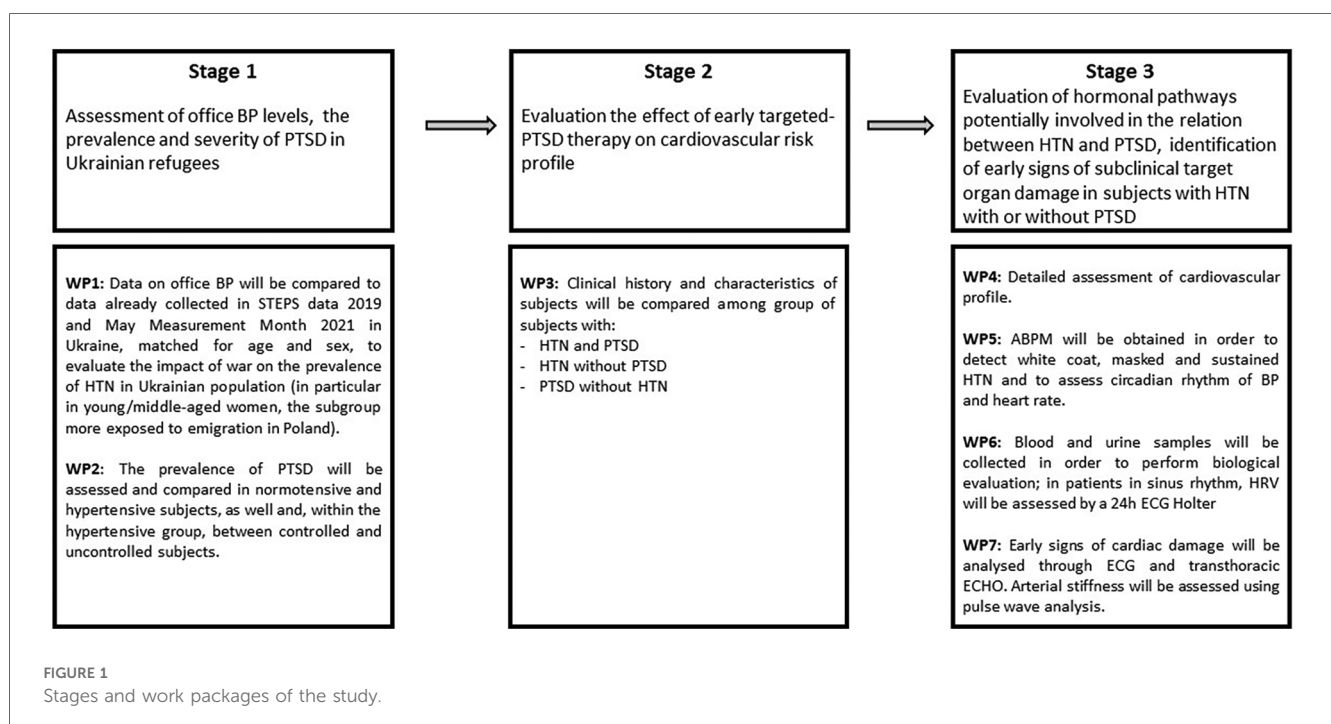 Stage 1
Assessment of office BP levels, the
prevalence and severity of PTSD in
Ukrainian refugees
Stage 2
Evaluation the effect of early targeted-
PTSD therapy on cardiovascular risk
profile
Stage 3
Evaluation of hormonal pathways
potentially involved in the relation
between HTN and PTSD, identification
of early signs of subclinical target
organ damage in subjects with HTN
with or without PTSD
WP1: Data on office BP will be compared to
data already collected in STEPS data 2019
and May Measurement Month 2021 in
Ukraine, matched for age and sex, to
evaluate the impact of war on the prevalence
of HTN in Ukrainian population (in particular
in young/middle-aged women, the subgroup
more exposed to emigration in Poland).
WP2: The prevalence of PTSD will be
assessed and compared in normotensive and
hypertensive subjects, as well and, within the
hypertensive group, between controlled and
uncontrolled subjects.
WP3: Clinical history and characteristics of
subjects will be compared among group of
subjects with:
- HTN and PTSD
- HTN without PTSD
- PTSD without HTN
WP4: Detailed assessment of cardiovascular
profile.
WP5: ABPM will be obtained in order to
detect white coat, masked and sustained
HTN and to assess circadian rhythm of BP
and heart rate.
WP6: Blood and urine samples will be
collected in order to perform biological
evaluation; in patients in sinus rhythm, HRV
will be assessed by a 24h ECG Holter
WP7: Early signs of cardiac damage will be
analysed through ECG and transthoracic
ECHO. Arterial stiffness will be assessed using
pulse wave analysis.
FIGURE 1
Stages and work packages of the study.